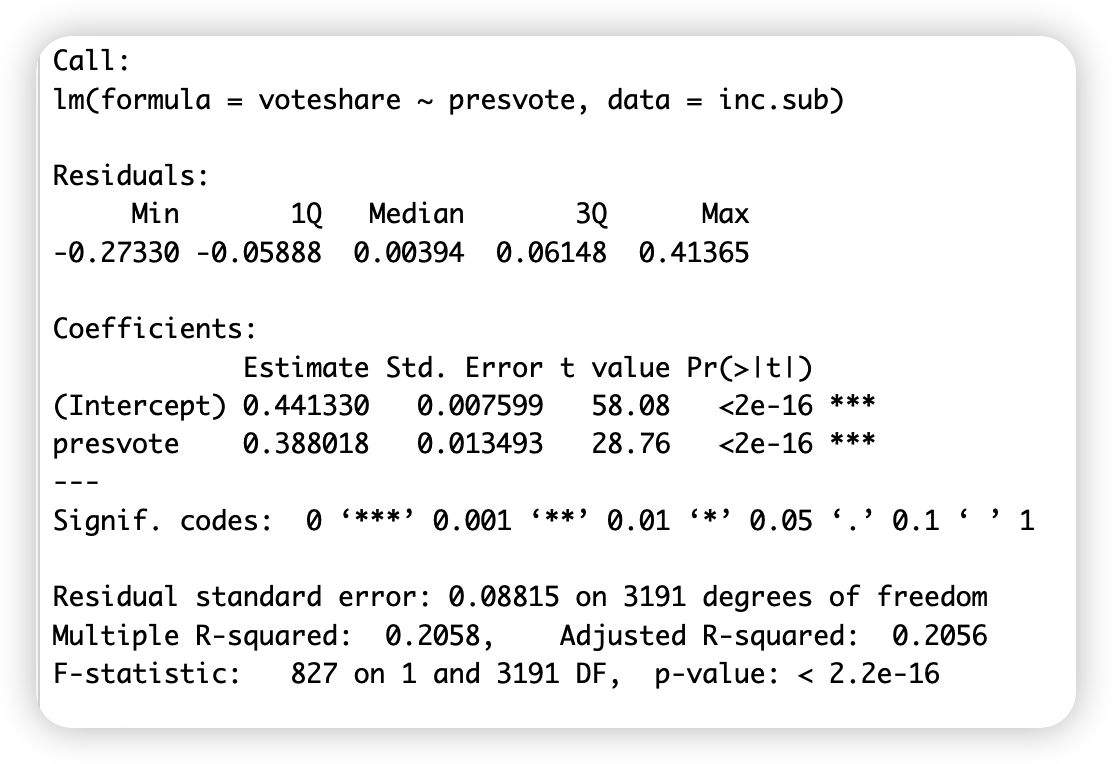 Call:
lm(formula = voteshare ~ presvote, data = inc.sub)
Residuals:
     Min       1Q   Median       3Q      Max
-0.27330 -0.05888  0.00394  0.06148  0.41365
Coefficients:
            Estimate Std. Error t value Pr(>|t|)
(Intercept) 0.441330   0.007599   58.08   <2e-16 ***
presvote    0.388018   0.013493   28.76   <2e-16 ***
---
Signif. codes:  0 ‘***’ 0.001 ‘**’ 0.01 ‘*’ 0.05 ‘.’ 0.1 ‘ ’ 1
Residual standard error: 0.08815 on 3191 degrees of freedom
Multiple R-squared:  0.2058,    Adjusted R-squared:  0.2056
F-statistic:   827 on 1 and 3191 DF,  p-value: < 2.2e-16